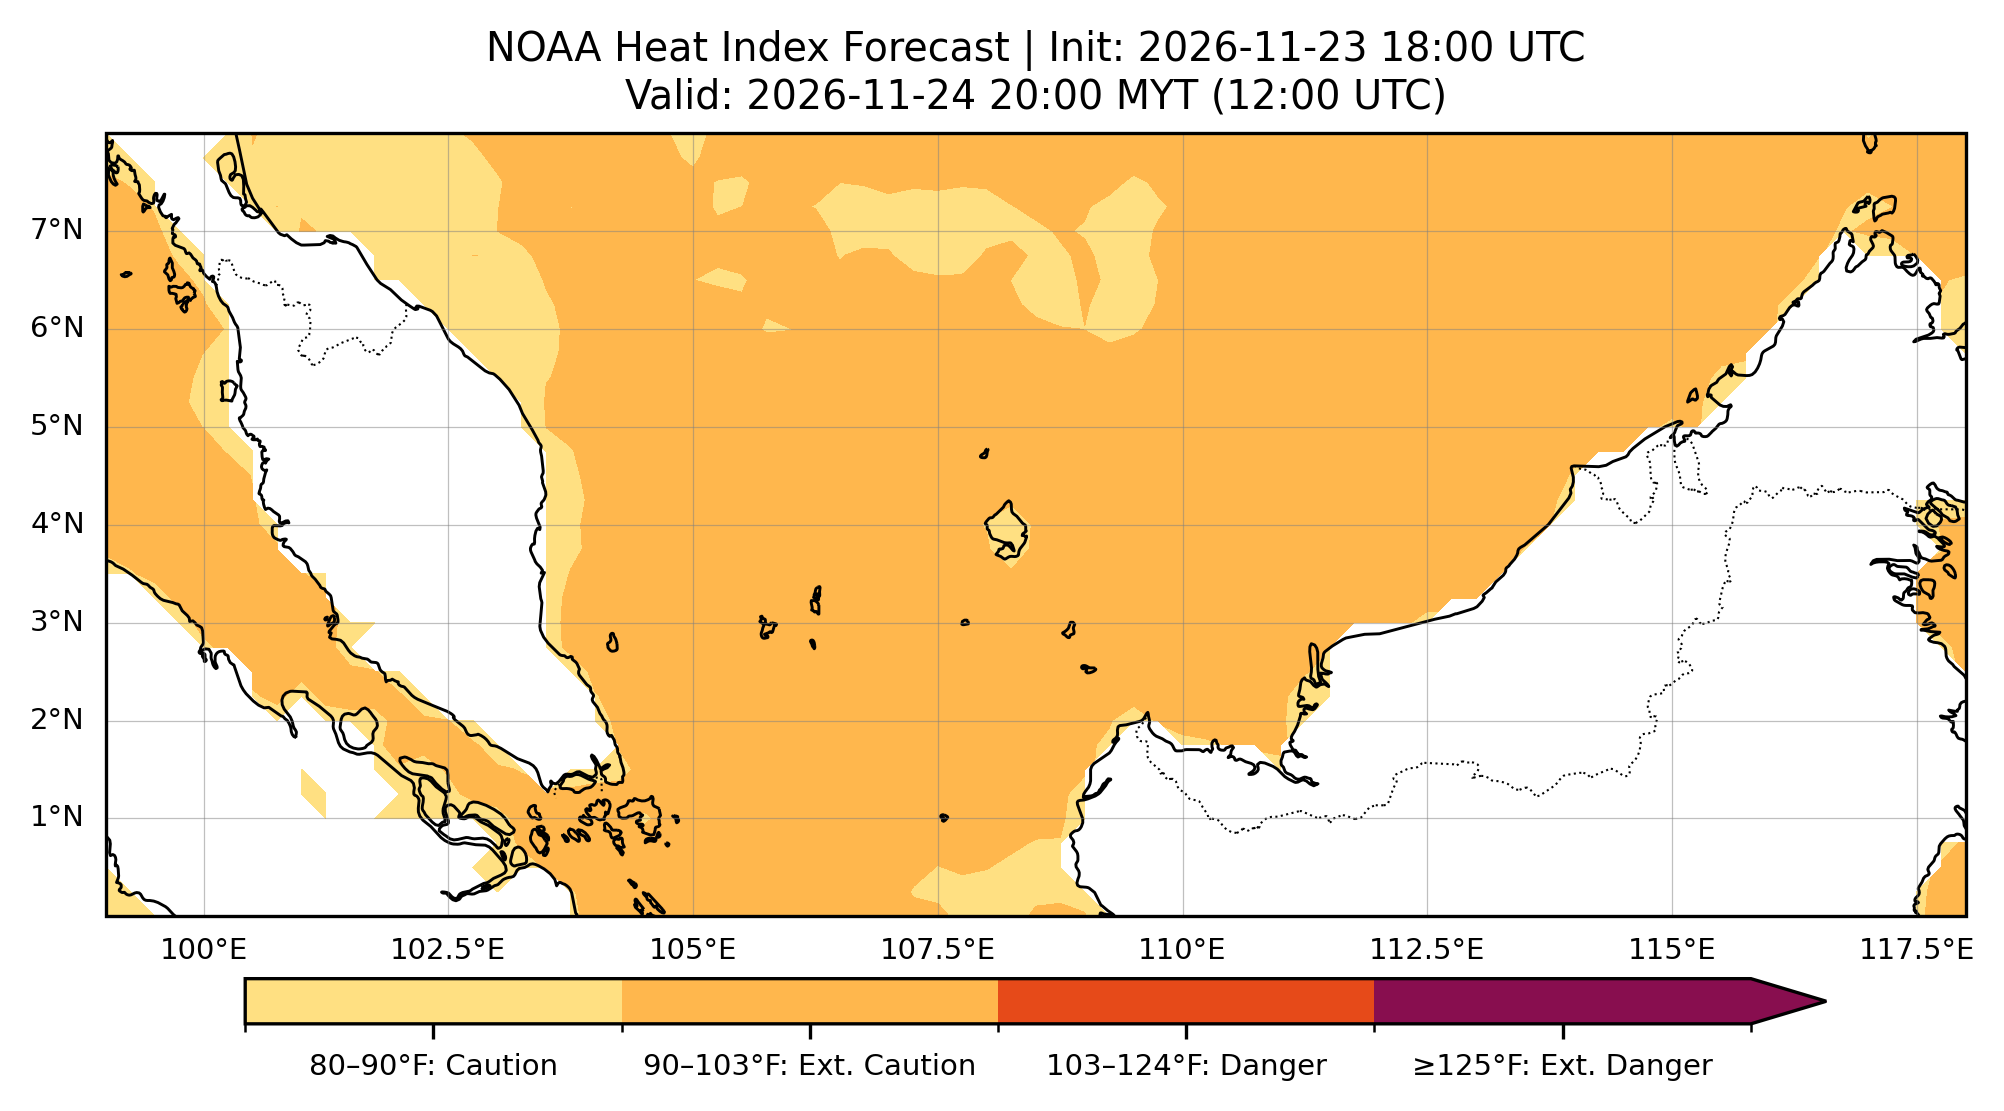 NOAA Heat Index Forecast | Init: 2026-11-23 18:00 UTC
Valid: 2026-11-24 20:00 MYT (12:00 UTC)
7°N
6°N
5°N
4°N
3°N
2°N
1°N
100°E
102.5°E
105°E
107.5°E
110°E
112.5°E
115°E
117.5°E
80–90°F: Caution
90–103°F: Ext. Caution
103–124°F: Danger
≥125°F: Ext. Danger